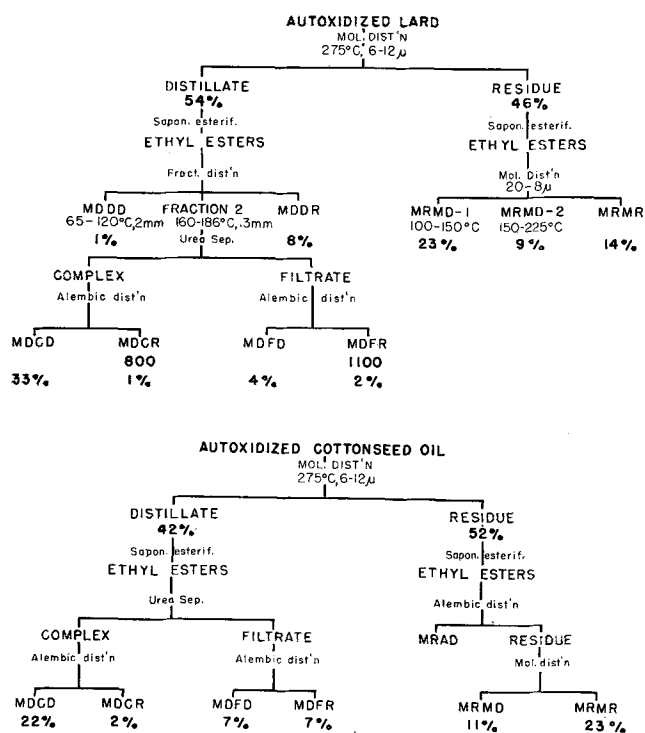 AUTOXIDIZED LARD
MOL. DIST'N
275°C, 6-12µ
DISTILLATE
54%
RESIDUE
46%
Sapon. esterif.
Sapon. esterif.
ETHYL ESTERS
ETHYL ESTERS
Fract. dist'n
Mol. Dist'n
20-8µ
MDDD
FRACTION 2
MDDR
MRMD-1
MRMD-2
MRMR
65-120°C,2mm
160-186°C,.3mm
100-150°C
150-225°C
1%
Urea Sep.
8%
23%
9%
14%
COMPLEX
FILTRATE
Alembic dist'n
Alembic dist'n
MDCD
MDCR
MDFD
MDFR
800
1100
33%
1%
4%
2%
AUTOXIDIZED COTTONSEED OIL
MOL. DIST'N
275°C, 6-12µ
DISTILLATE
42%
RESIDUE
52%
Sapon. esterif.
Sapon. esterif.
ETHYL ESTERS
ETHYL ESTERS
Urea Sep.
Alembic dist'n
COMPLEX
FILTRATE
MRAD
RESIDUE
Alembic dist'n
Alembic dist'n
Mol. dist'n
MDCD
MDCR
MDFD
MDFR
MRMD
MRMR
22%
2%
7%
7%
11%
23%